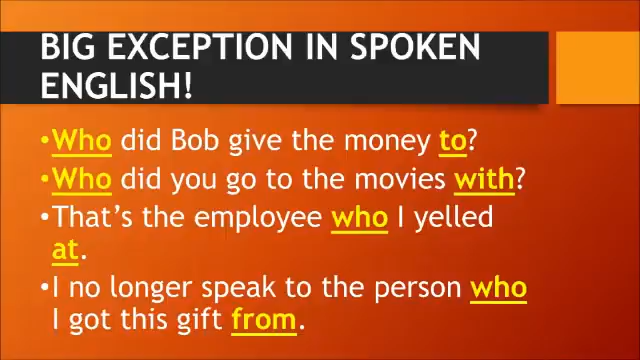 BIG EXCEPTION IN SPOKEN
ENGLISH!
•Who did Bob give the money to?
•Who did you go to the movies with?
•That's the employee who I yelled
at.
•I no longer speak to the person who
I got this gift from.